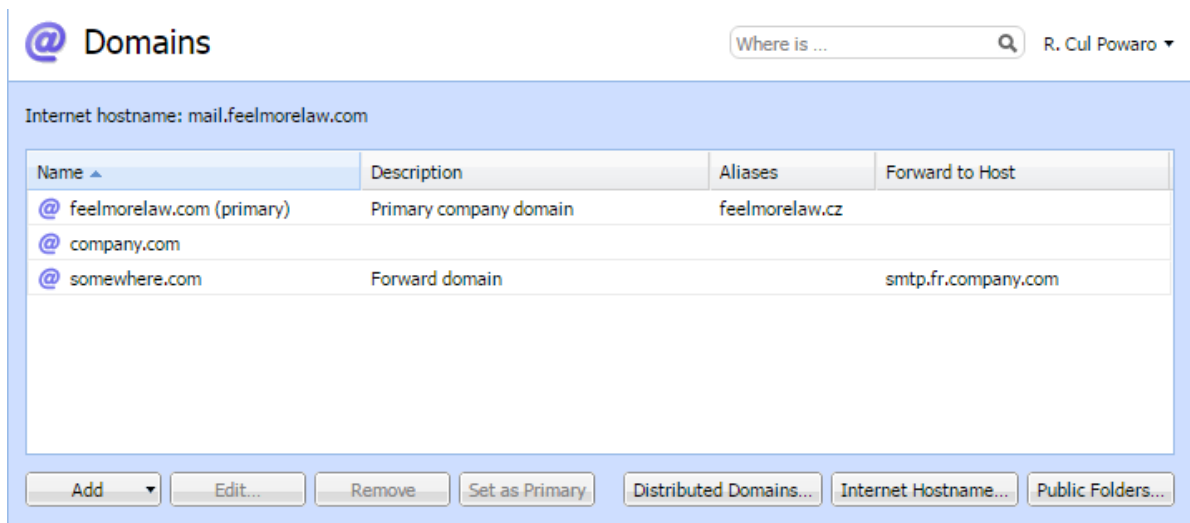 @ Domains
Where is ...
R. Cul Powaro
Internet hostname: mail.feelmorelaw.com
Name Description Aliases Forward to Host
@ feelmorelaw.com (primary) Primary company domain feelmorelaw.cz
@ company.com
@ somewhere.com Forward domain smtp.fr.company.com
Add Edit... Remove Set as Primary Distributed Domains... Internet Hostname... Public Folders...